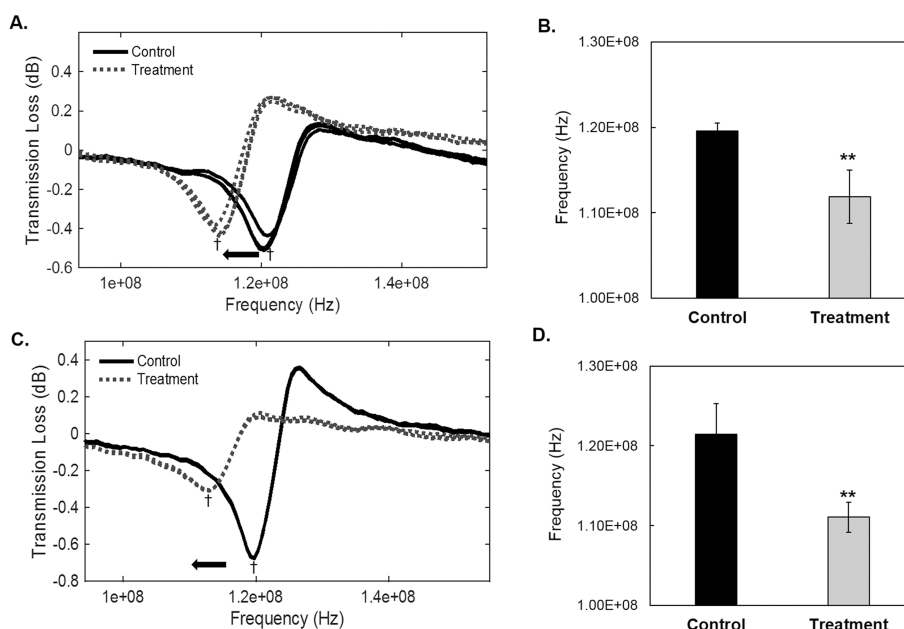 A.
Control
Treatment
Transmission Loss (dB)
0.4
0.2
0
-0.2
-0.4
-0.6
†
†
1e+08
1.2e+08
1.4e+08
Frequency (Hz)
B.
Frequency (Hz)
1.30E+08
1.20E+08
1.10E+08
1.00E+08
**
Control
Treatment
C.
Control
Treatment
Transmission Loss (dB)
0.4
0.2
0
-0.2
-0.4
-0.6
-0.8
†
†
1e+08
1.2e+08
1.4e+08
Frequency (Hz)
D.
Frequency (Hz)
1.30E+08
1.20E+08
1.10E+08
1.00E+08
**
Control
Treatment